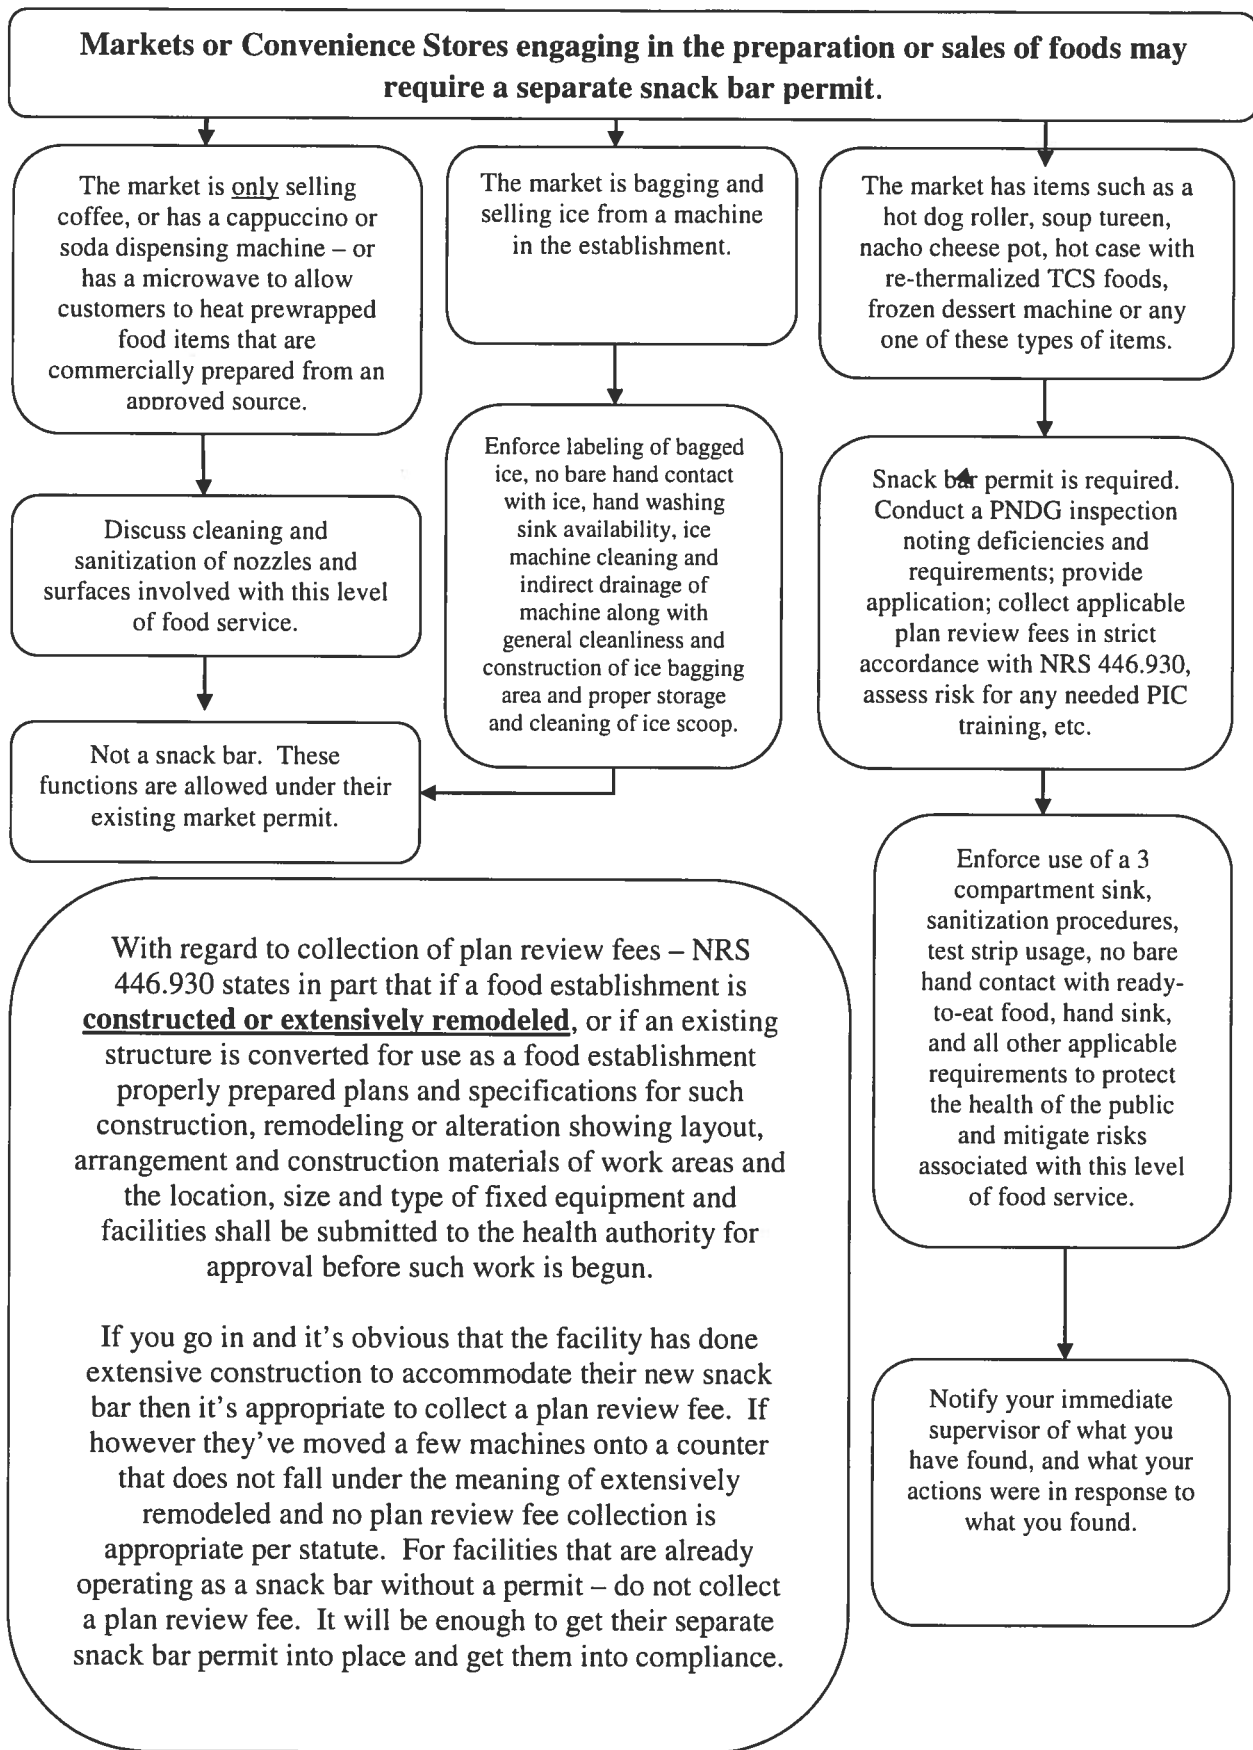 Markets or Convenience Stores engaging in the preparation or sales of foods may
require a separate snack bar permit.
The market is only selling
coffee, or has a cappuccino or
soda dispensing machine – or
has a microwave to allow
customers to heat prewrapped
food items that are
commercially prepared from an
approved source.
Discuss cleaning and
sanitization of nozzles and
surfaces involved with this level
of food service.
Not a snack bar. These
functions are allowed under their
existing market permit.
The market is bagging and
selling ice from a machine
in the establishment.
Enforce labeling of bagged
ice, no bare hand contact
with ice, hand washing
sink availability, ice
machine cleaning and
indirect drainage of
machine along with
general cleanliness and
construction of ice bagging
area and proper storage
and cleaning of ice scoop.
The market has items such as a
hot dog roller, soup tureen,
nacho cheese pot, hot case with
re-thermalized TCS foods,
frozen dessert machine or any
one of these types of items.
Snack bar permit is required.
Conduct a PNDG inspection
noting deficiencies and
requirements; provide
application; collect applicable
plan review fees in strict
accordance with NRS 446.930,
assess risk for any needed PIC
training, etc.
Enforce use of a 3
compartment sink,
sanitization procedures,
test strip usage, no bare
hand contact with ready-
to-eat food, hand sink,
and all other applicable
requirements to protect
the health of the public
and mitigate risks
associated with this level
of food service.
Notify your immediate
supervisor of what you
have found, and what your
actions were in response to
what you found.
With regard to collection of plan review fees – NRS
446.930 states in part that if a food establishment is
constructed or extensively remodeled, or if an existing
structure is converted for use as a food establishment
properly prepared plans and specifications for such
construction, remodeling or alteration showing layout,
arrangement and construction materials of work areas and
the location, size and type of fixed equipment and
facilities shall be submitted to the health authority for
approval before such work is begun.
If you go in and it's obvious that the facility has done
extensive construction to accommodate their new snack
bar then it's appropriate to collect a plan review fee. If
however they've moved a few machines onto a counter
that does not fall under the meaning of extensively
remodeled and no plan review fee collection is
appropriate per statute. For facilities that are already
operating as a snack bar without a permit – do not collect
a plan review fee. It will be enough to get their separate
snack bar permit into place and get them into compliance.